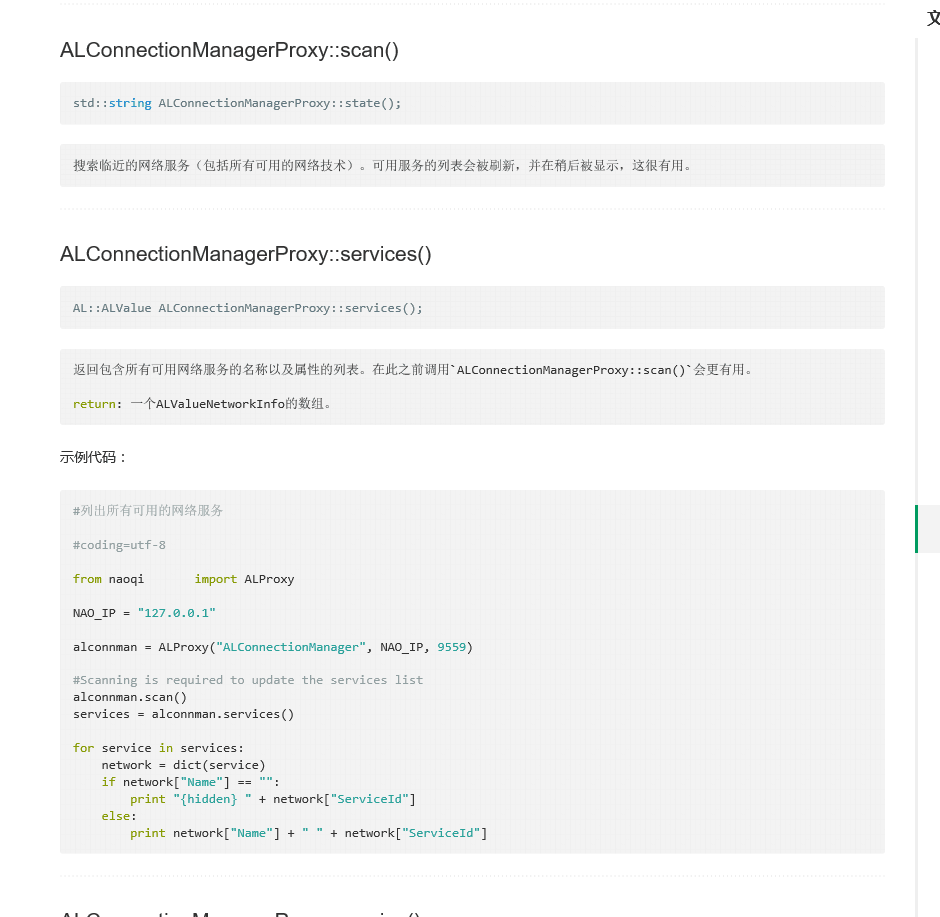 文
ALConnectionManagerProxy::scan()
std::string ALConnectionManagerProxy::state();
搜索临近的网络服务（包括所有可用的网络技术）。可用服务的列表会被刷新，并在稍后被显示，这很有用。
ALConnectionManagerProxy::services()
AL::ALValue ALConnectionManagerProxy::services();
返回包含所有可用网络服务的名称以及属性的列表。在此之前调用`ALConnectionManagerProxy::scan()`会更有用。
return: 一个ALValueNetworkInfo的数组。
示例代码：
#列出所有可用的网络服务
#coding=utf-8
from naoqi       import ALProxy
NAO_IP = "127.0.0.1"
alconnman = ALProxy("ALConnectionManager", NAO_IP, 9559)
#Scanning is required to update the services list
alconnman.scan()
services = alconnman.services()
for service in services:
    network = dict(service)
    if network["Name"] == "":
        print "{hidden} " + network["ServiceId"]
    else:
        print network["Name"] + " " + network["ServiceId"]